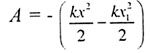 A = - ( kx²/2 - kx₁²/2 )